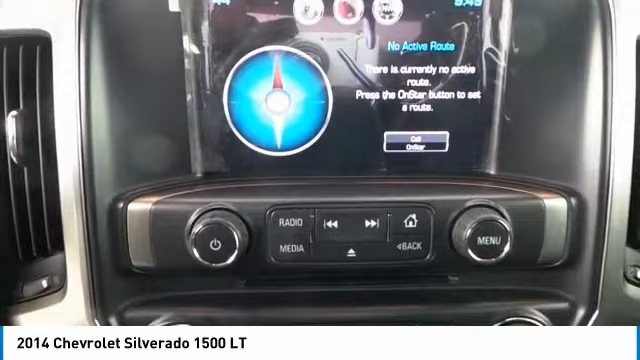 No Active Route
There is currently no active
route.
Press the OnStar button to set
a route.
Call
OnStar
RADIO
MEDIA
BACK
MENU
2014 Chevrolet Silverado 1500 LT